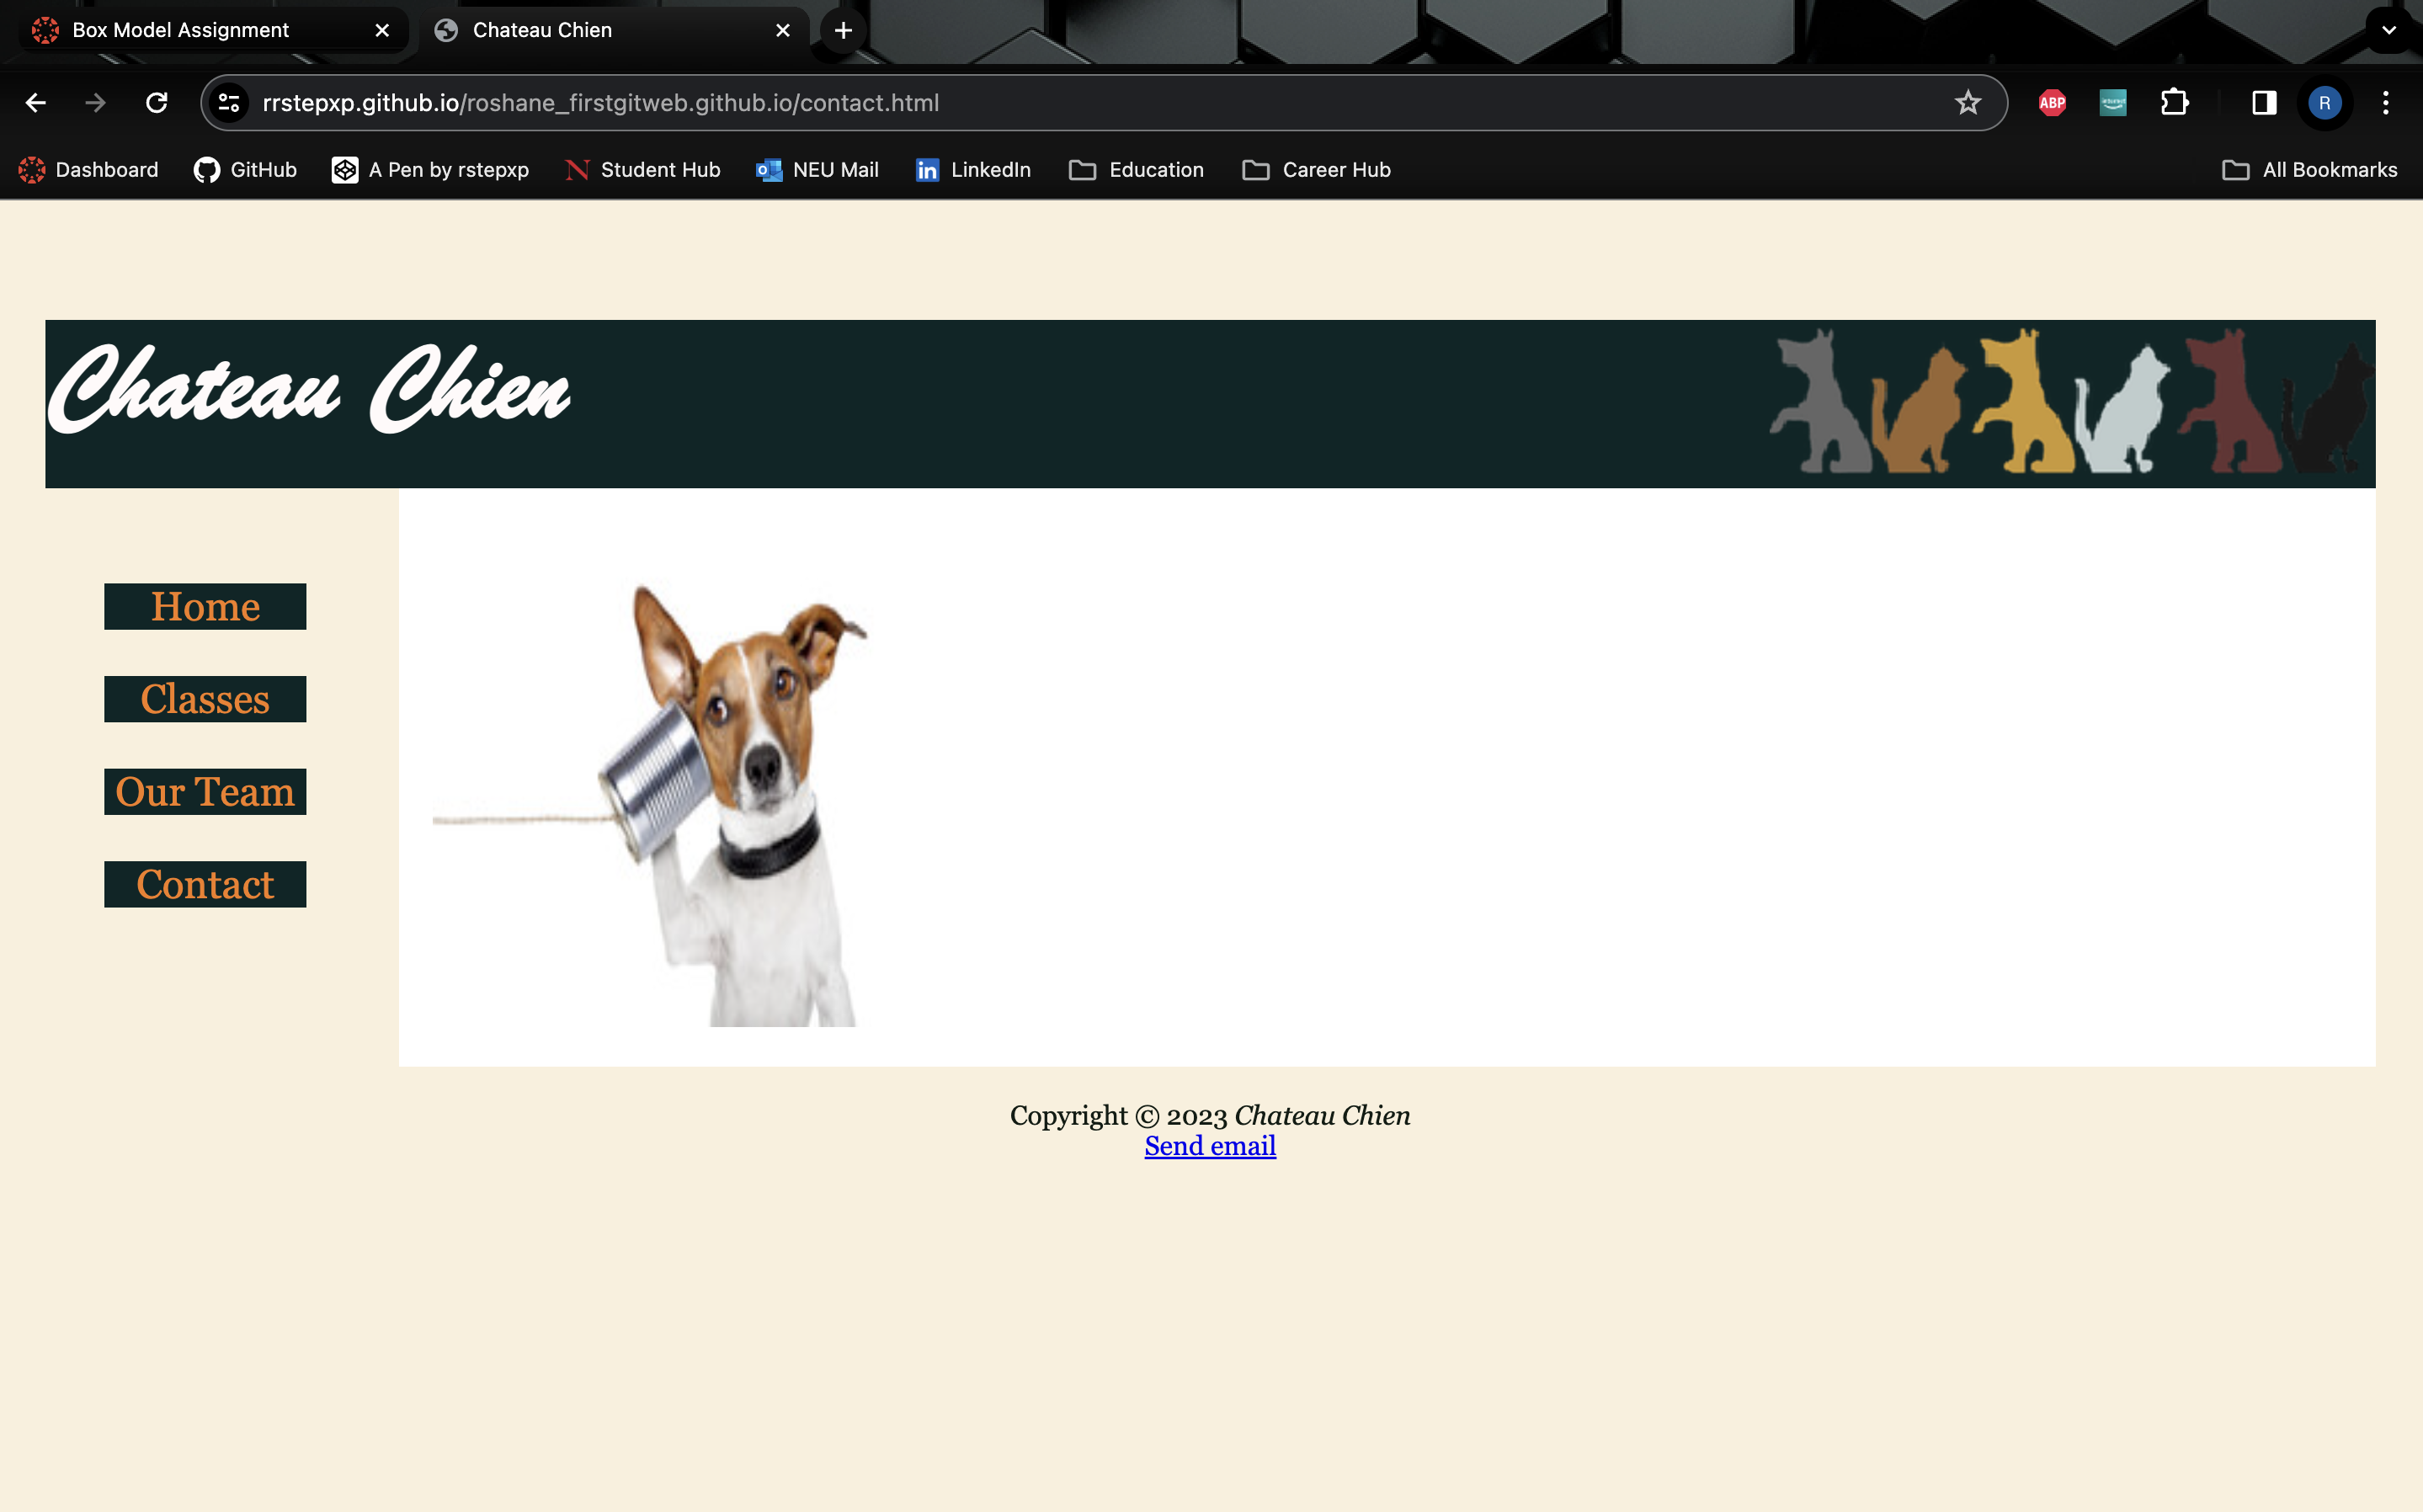 Box Model Assignment
Chateau Chien
rrstepxp.github.io/roshane_firstgitweb.github.io/contact.html
ABP
R
Dashboard GitHub A Pen by rstepxp Student Hub NEU Mail LinkedIn Education Career Hub All Bookmarks
Chateau Chien
Home
Classes
Our Team
Contact
Copyright © 2023 Chateau Chien
Send email